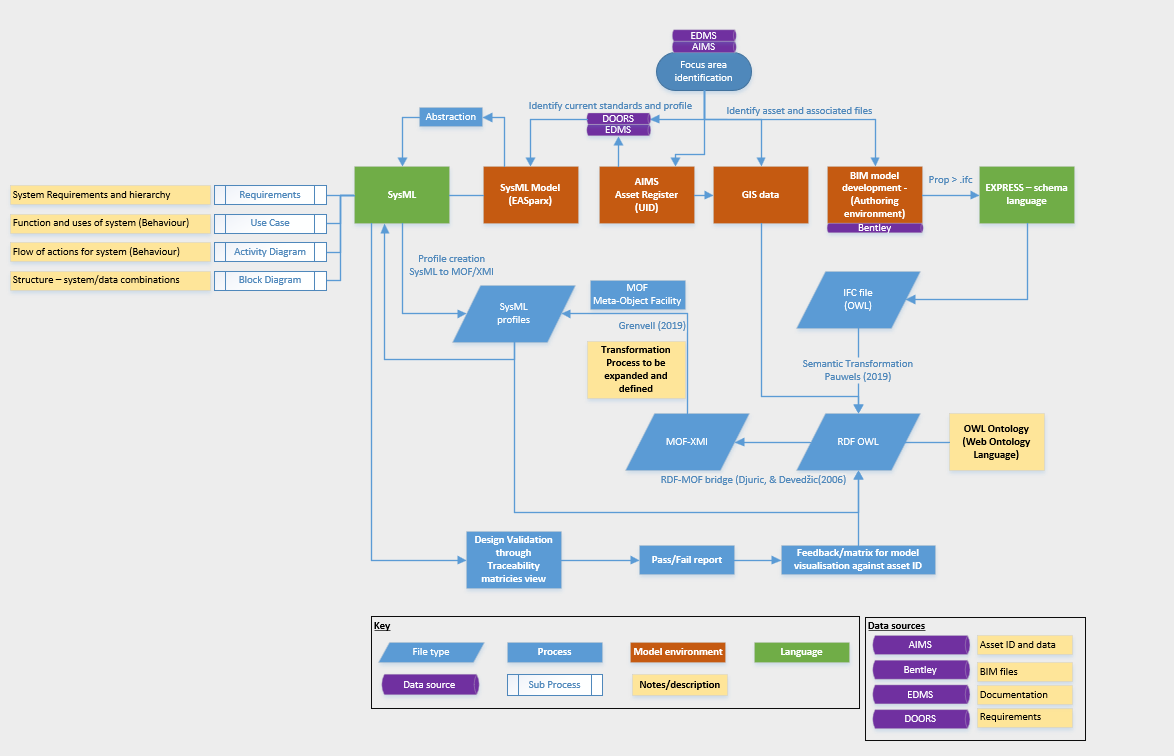 EDMS
AIMS
Focus area
identification
Identify current standards and profile
Identify asset and associated files
Abstraction
DOORS
EDMS
SysML
SysML Model
(EASparx)
AIMS
Asset Register
(UID)
GIS data
BIM model
development -
(Authoring
environment)
Bentley
Prop > .ifc
EXPRESS – schema
language
System Requirements and hierarchy
Requirements
Function and uses of system (Behaviour)
Use Case
Flow of actions for system (Behaviour)
Activity Diagram
Structure – system/data combinations
Block Diagram
Profile creation
SysML to MOF/XMI
SysML
profiles
MOF
Meta-Object Facility
Grenvell (2019)
IFC file
(OWL)
Transformation
Process to be
expanded and
defined
Semantic Transformation
Pauwels (2019)
MOF-XMI
RDF OWL
OWL Ontology
(Web Ontology
Language)
RDF-MOF bridge (Djuric, & Devedžic(2006)
Design Validation
through
Traceability
matricies view
Pass/Fail report
Feedback/matrix for model
visualisation against asset ID
Key
File type
Process
Model environment
Language
Data source
Sub Process
Notes/description
Data sources
AIMS
Asset ID and data
Bentley
BIM files
EDMS
Documentation
DOORS
Requirements